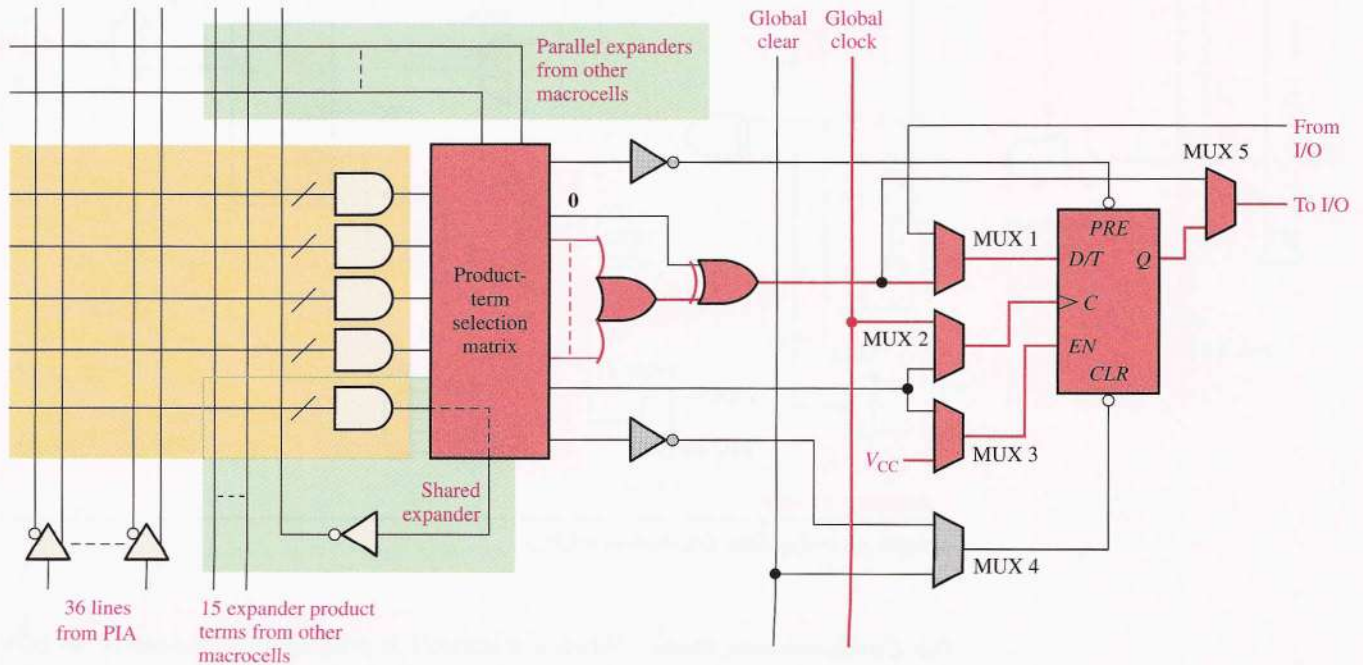 Global
clear
Global
clock
Parallel expanders
from other
macrocells
From
I/O
MUX 5
To I/O
0
PRE
D/T
Q
C
EN
CLR
MUX 1
MUX 2
MUX 3
VCC
MUX 4
Product-
term
selection
matrix
Shared
expander
36 lines
from PIA
15 expander product
terms from other
macrocells